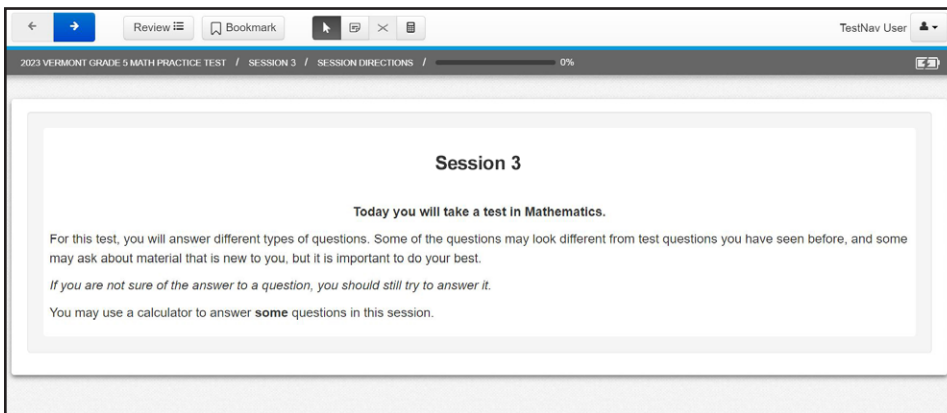 Review Bookmark TestNav User
2023 VERMONT GRADE 5 MATH PRACTICE TEST / SESSION 3 / SESSION DIRECTIONS / 0%
Session 3
Today you will take a test in Mathematics.
For this test, you will answer different types of questions. Some of the questions may look different from test questions you have seen before, and some
may ask about material that is new to you, but it is important to do your best.
If you are not sure of the answer to a question, you should still try to answer it.
You may use a calculator to answer some questions in this session.